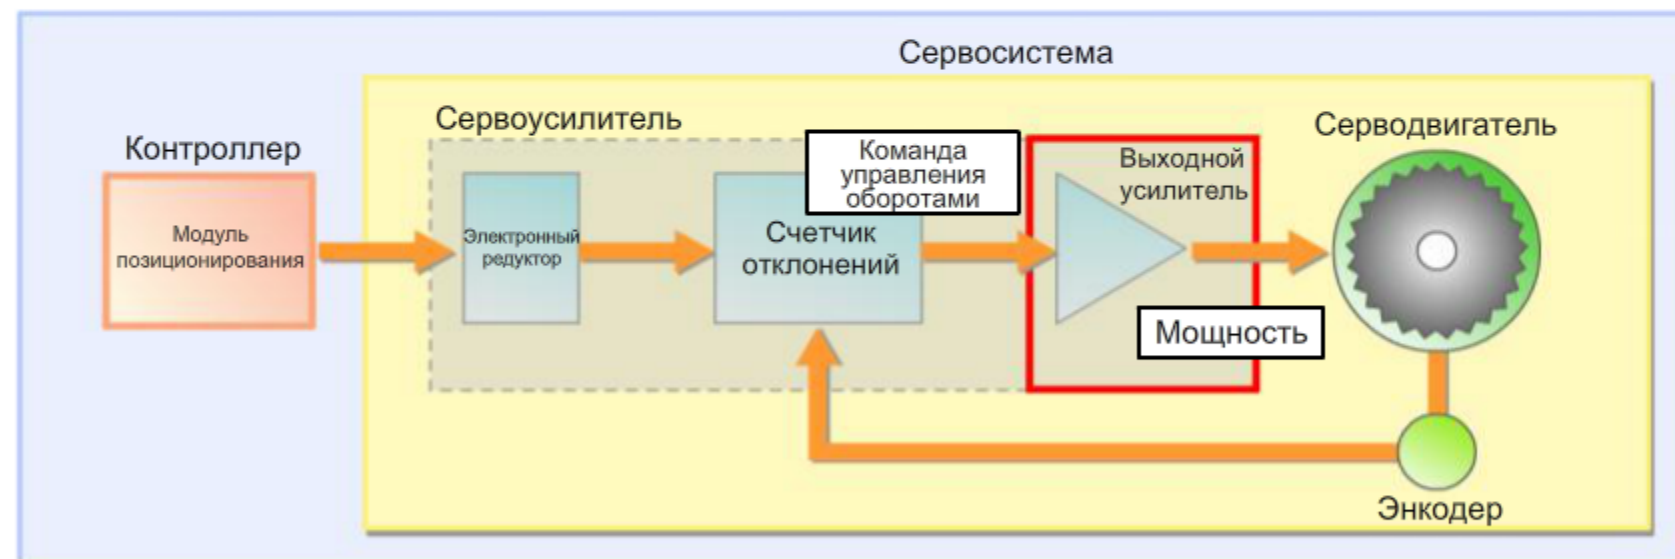 Сервосистема
Сервоусилитель
Контроллер
Модуль
позиционирования
Электронный
редуктор
Счетчик
отклонений
Команда
управления
оборотами
Выходной
усилитель
Мощность
Серводвигатель
Энкодер